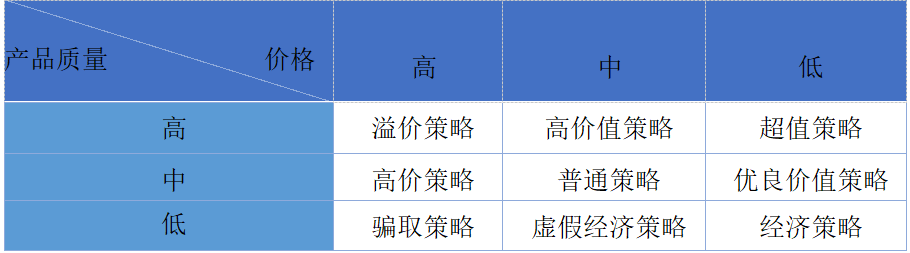 产品质量 价格 高 中 低
高 溢价策略 高价值策略 超值策略
中 高价策略 普通策略 优良价值策略
低 骗取策略 虚假经济策略 经济策略